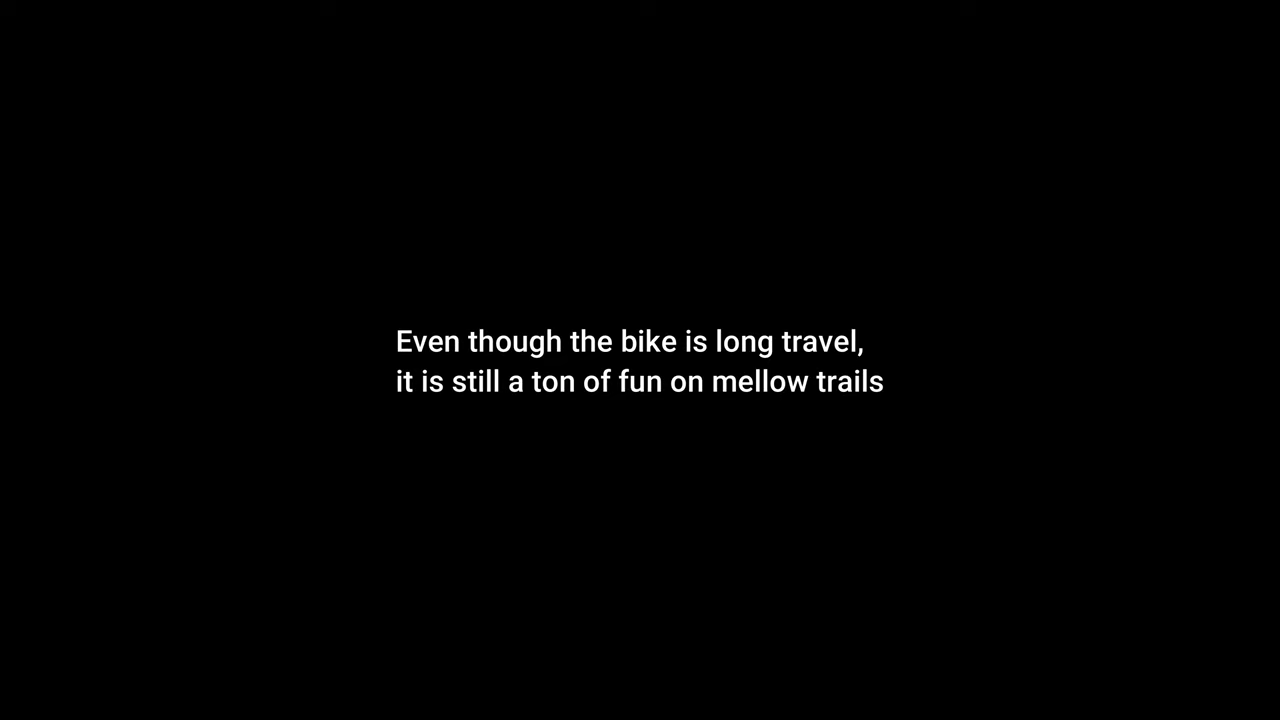 Even though the bike is long travel,
it is still a ton of fun on mellow trails